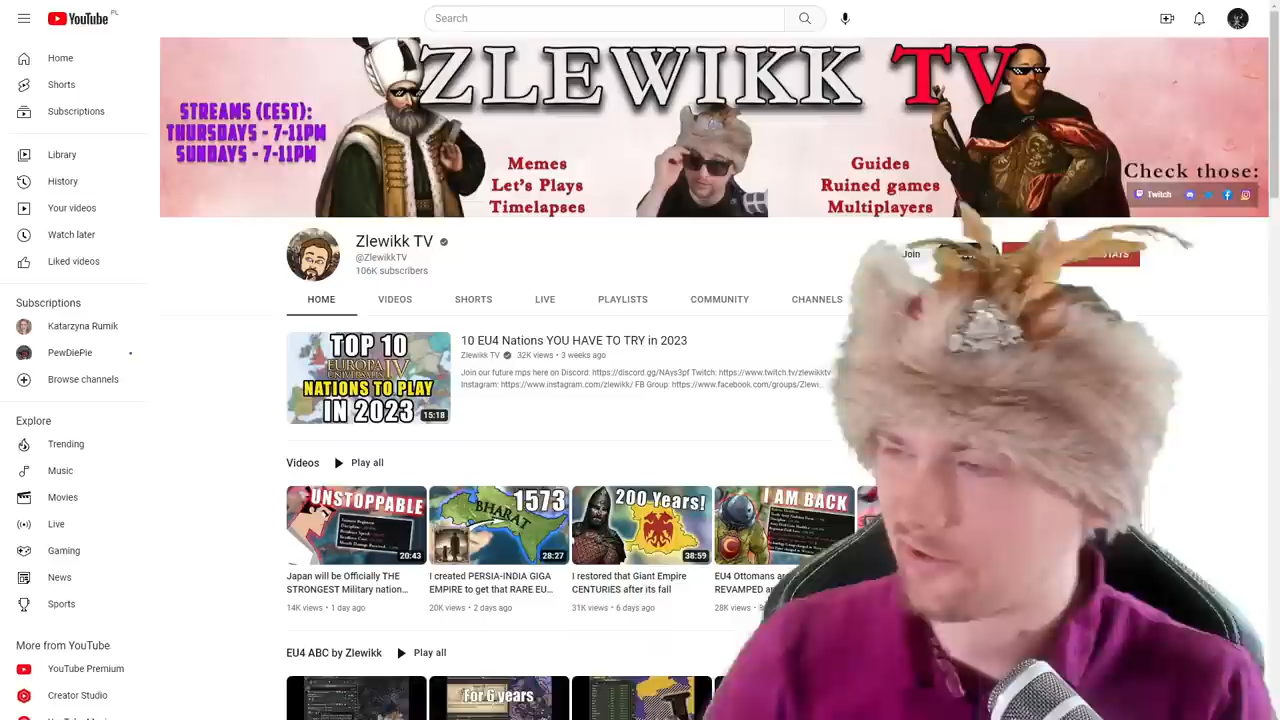 YouTube PL
Search
Home
Shorts
Subscriptions
Library
History
Your videos
Watch later
Liked videos
Subscriptions
Katarzyna Rumik
PewDiePie
Browse channels
Explore
Trending
Music
Movies
Live
Gaming
News
Sports
More from YouTube
YouTube Premium
Creator Studio
ZLEWIKK TV
STREAMS (CEST):
THURSDAYS - 7-11PM
SUNDAYS - 7-11PM
Memes
Let's Plays
Timelapses
Guides
Ruined games
Multiplayers
Check those:
Twitch
Zlewikk TV
@ZlewikkTV
106K subscribers
Join
HOME VIDEOS SHORTS LIVE PLAYLISTS COMMUNITY CHANNELS
TOP 10
EUROPA IV
UNIVERSALIS
NATIONS TO PLAY
IN 2023
15:18
10 EU4 Nations YOU HAVE TO TRY in 2023
Zlewikk TV 32K views • 3 weeks ago
Join our future mps here on Discord: https://discord.gg/NAys3pf Twitch: https://www.twitch.tv/zlewikktv
Instagram: https://www.instagram.com/zlewikk/ FB Group: https://www.facebook.com/groups/Zlewi...
Videos Play all
UNSTOPPABLE
20:43
Japan will be Officially THE
STRONGEST Military nation...
14K views • 1 day ago
1573
BHARAT
28:27
I created PERSIA-INDIA GIGA
EMPIRE to get that RARE EU...
20K views • 2 days ago
200 Years!
38:59
I restored that Giant Empire
CENTURIES after its fall
31K views • 6 days ago
I AM BACK
EU4 Ottomans a
REVAMPED a
28K views •
EU4 ABC by Zlewikk Play all
For 6 years